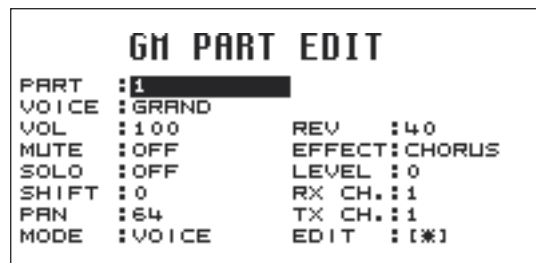 GM PART EDIT
PART :1
VOICE :GRAND
VOL :100 REV :40
MUTE :OFF EFFECT:CHORUS
SOLO :OFF LEVEL :0
SHIFT :0 RX CH.:1
PAN :64 TX CH.:1
MODE :VOICE EDIT :[*]